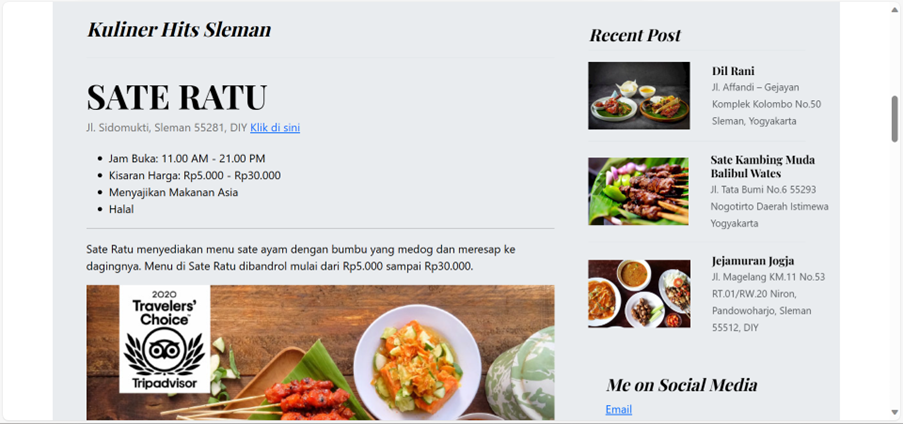 Kuliner Hits Sleman
SATE RATU
Jl. Sidomukti, Sleman 55281, DIY Klik di sini
Jam Buka: 11.00 AM - 21.00 PM
Kisaran Harga: Rp5.000 - Rp30.000
Menyajikan Makanan Asia
Halal
Sate Ratu menyediakan menu sate ayam dengan bumbu yang medog dan meresap ke
dagingnya. Menu di Sate Ratu dibandrol mulai dari Rp5.000 sampai Rp30.000.
2020
Travelers'
Choice
Tripadvisor
Recent Post
Dil Rani
Jl. Affandi – Gejayan
Komplek Kolombo No.50
Sleman, Yogyakarta
Sate Kambing Muda
Balibul Wates
Jl. Tata Bumi No.6 55293
Nogotirto Daerah Istimewa
Yogyakarta
Jejamuran Jogja
Jl. Magelang KM.11 No.53
RT.01/RW.20 Niron,
Pandowoharjo, Sleman
55512, DIY
Me on Social Media
Email